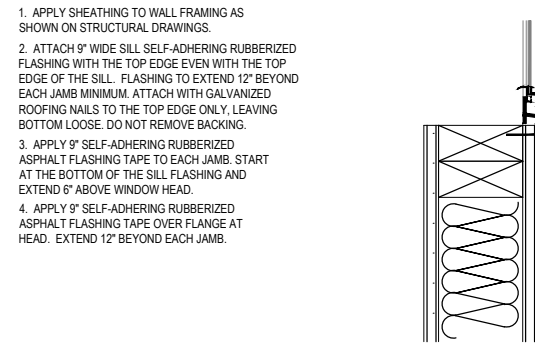 1. APPLY SHEATHING TO WALL FRAMING AS
SHOWN ON STRUCTURAL DRAWINGS.
2. ATTACH 9" WIDE SILL SELF-ADHERING RUBBERIZED
FLASHING WITH THE TOP EDGE EVEN WITH THE TOP
EDGE OF THE SILL. FLASHING TO EXTEND 12" BEYOND
EACH JAMB MINIMUM. ATTACH WITH GALVANIZED
ROOFING NAILS TO THE TOP EDGE ONLY, LEAVING
BOTTOM LOOSE. DO NOT REMOVE BACKING.
3. APPLY 9" SELF-ADHERING RUBBERIZED
ASPHALT FLASHING TAPE TO EACH JAMB. START
AT THE BOTTOM OF THE SILL FLASHING AND
EXTEND 6" ABOVE WINDOW HEAD.
4. APPLY 9" SELF-ADHERING RUBBERIZED
ASPHALT FLASHING TAPE OVER FLANGE AT
HEAD. EXTEND 12" BEYOND EACH JAMB.